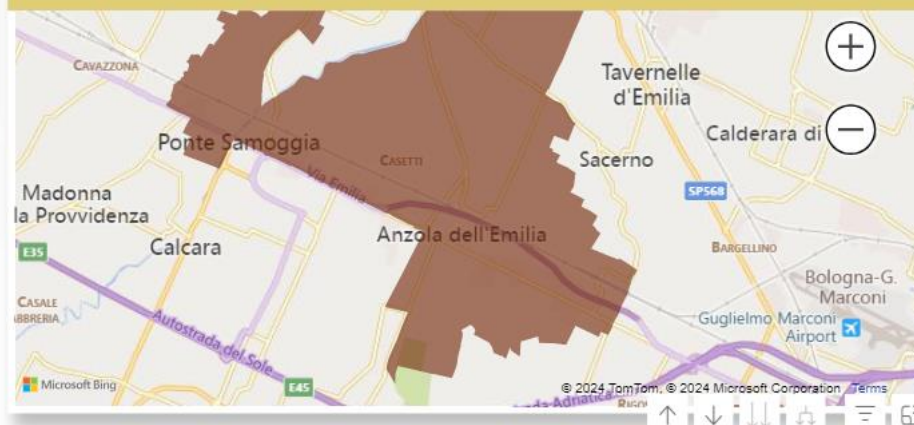 CAVAZZONA
Tavernelle
d'Emilia
Ponte Samoggia
Calderara di
CASETTI
Sacerno
Via Emilia
Madonna
la Provvidenza
SP568
Anzola dell'Emilia
Calcara
BARGELLINO
E35
Bologna-G.
Marconi
CASALE
Guglielmo Marconi
Airport
Autostrada del Sole
Microsoft Bing
E45
© 2024 TomTom, © 2024 Microsoft Corporation Terms
Adriatica